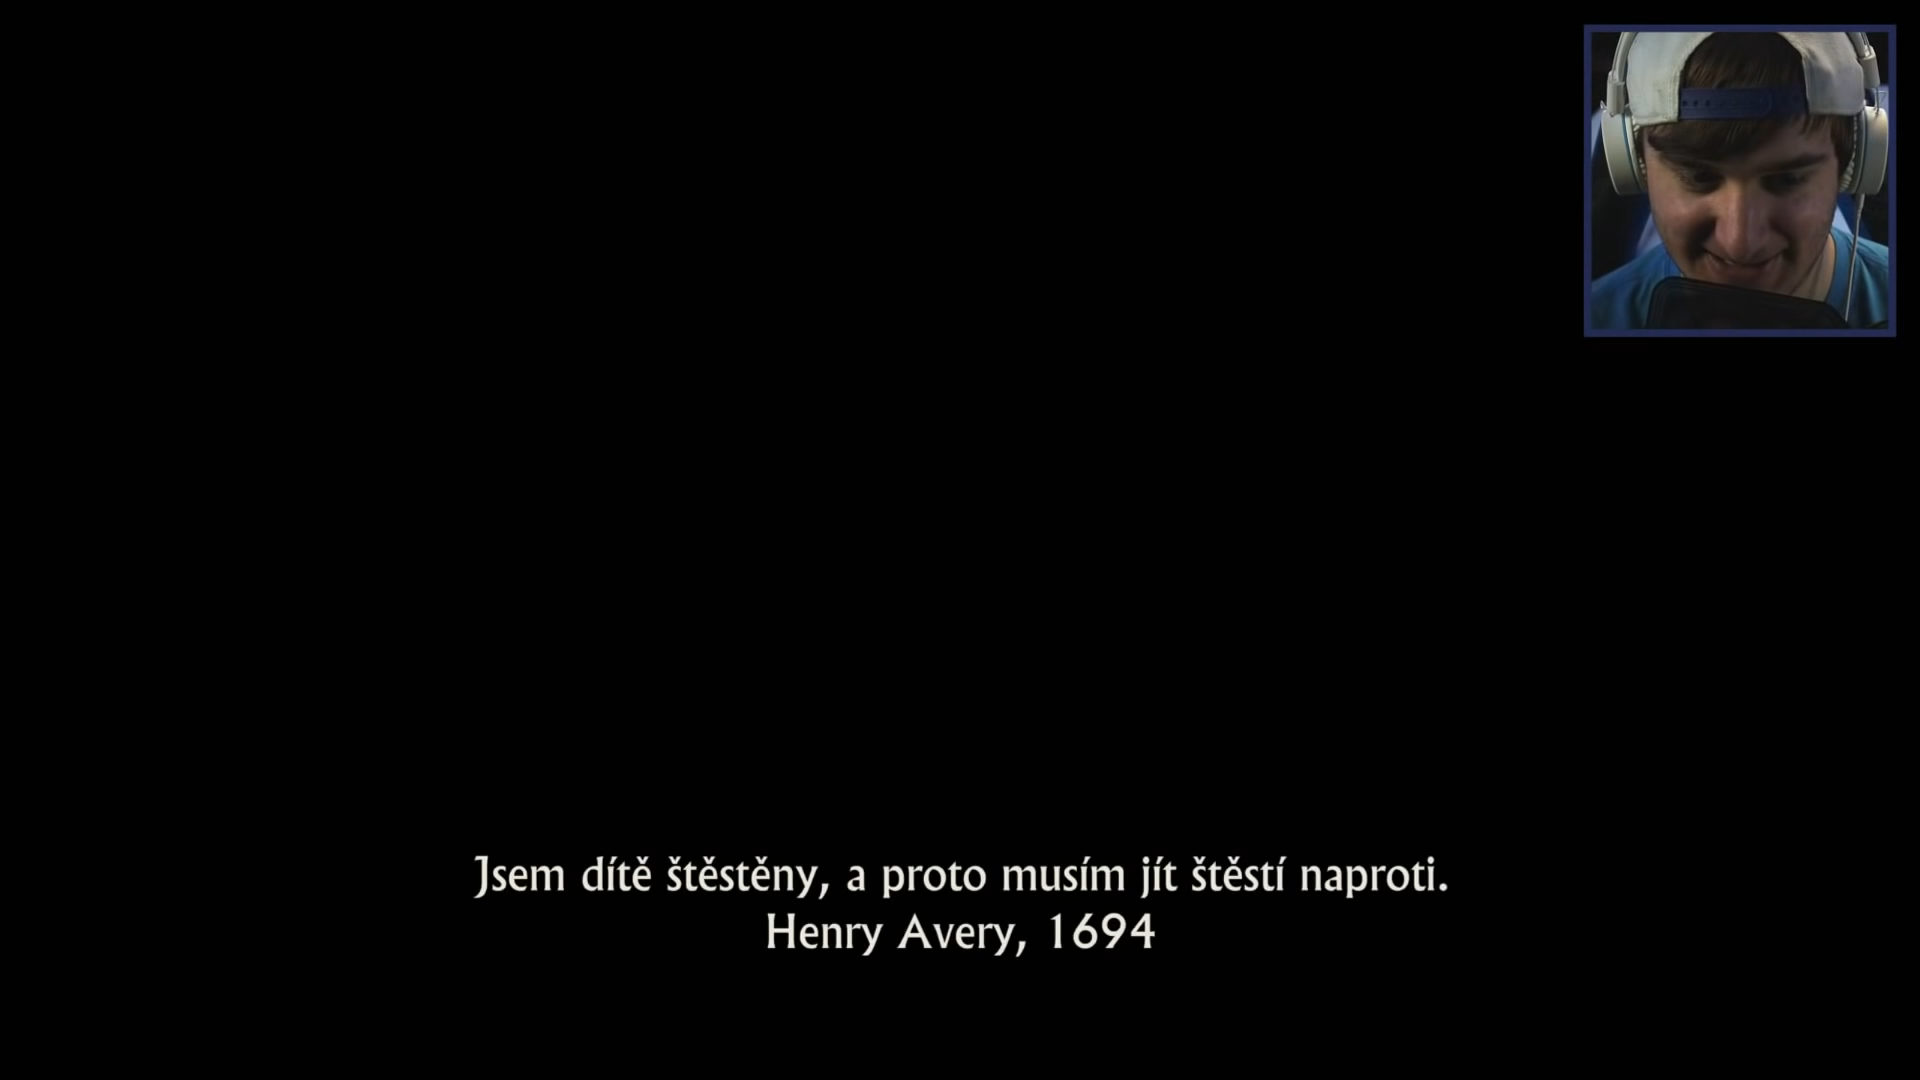 Jsem dítě štěstěny, a proto musím jít štěstí naproti.
Henry Avery, 1694